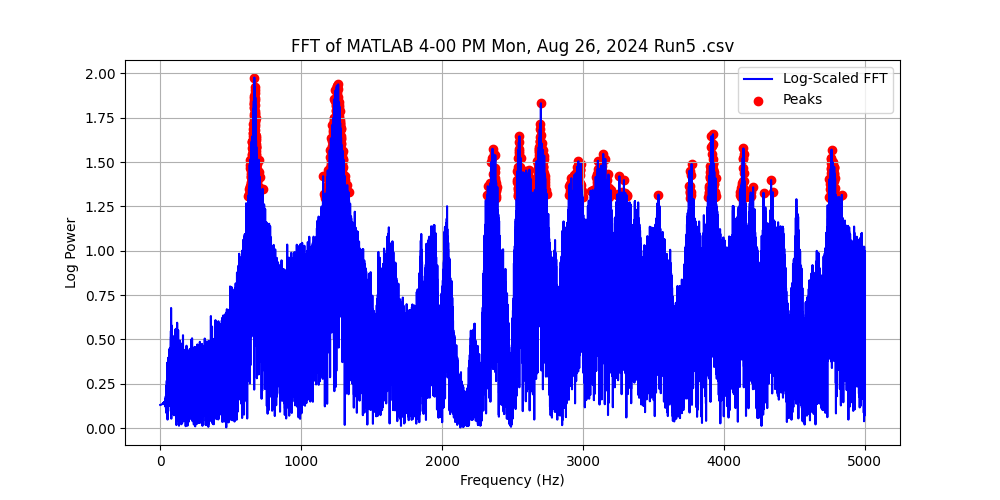 FFT of MATLAB 4-00 PM Mon, Aug 26, 2024 Run5 .csv
Log-Scaled FFT
Peaks
Log Power
2.00
1.75
1.50
1.25
1.00
0.75
0.50
0.25
0.00
0 1000 2000 3000 4000 5000
Frequency (Hz)